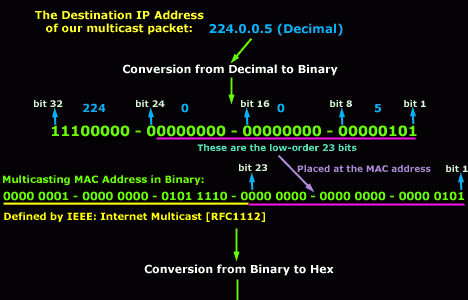 The Destination IP Address
of our multicast packet: 224.0.0.5 (Decimal)
Conversion from Decimal to Binary
bit 32 224 bit 24 0 bit 16 0 bit 8 5 bit 1
11100000 - 00000000 - 00000000 - 00000101
These are the low-order 23 bits
bit 23 Placed at the MAC address bit 1
Multicasting MAC Address in Binary:
0000 0001 - 0000 0000 - 0101 1110 - 0000 0000 - 0000 0000 - 0000 0101
Defined by IEEE: Internet Multicast [RFC1112]
Conversion from Binary to Hex